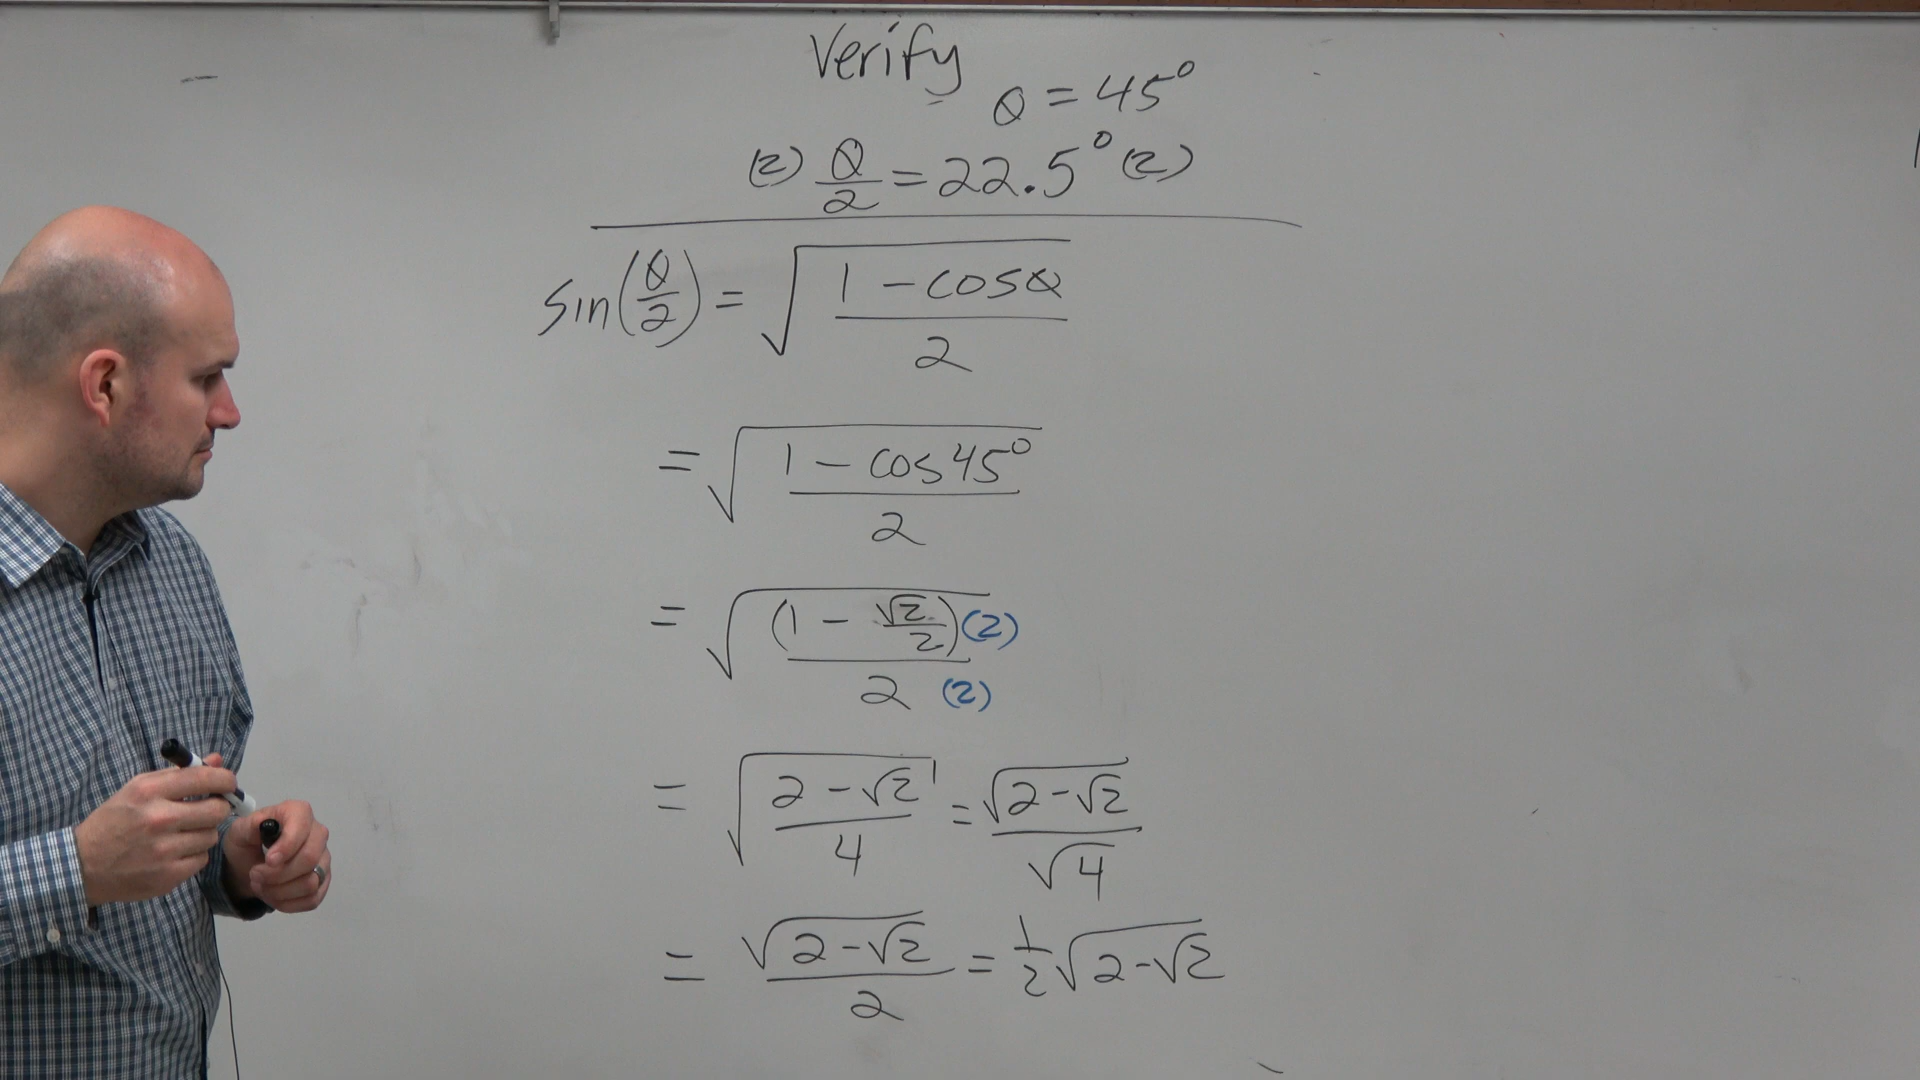 Verify
θ = 45°
(2) θ/2 = 22.5° (2)
sin(θ/2) = √((1 - cosθ)/2)
= √((1 - cos45°)/2)
= √((1 - √2/2)(2)/2(2))
= √((2-√2)/4) = √(2-√2)/√4
= √(2-√2)/2 = 1/2√(2-√2)